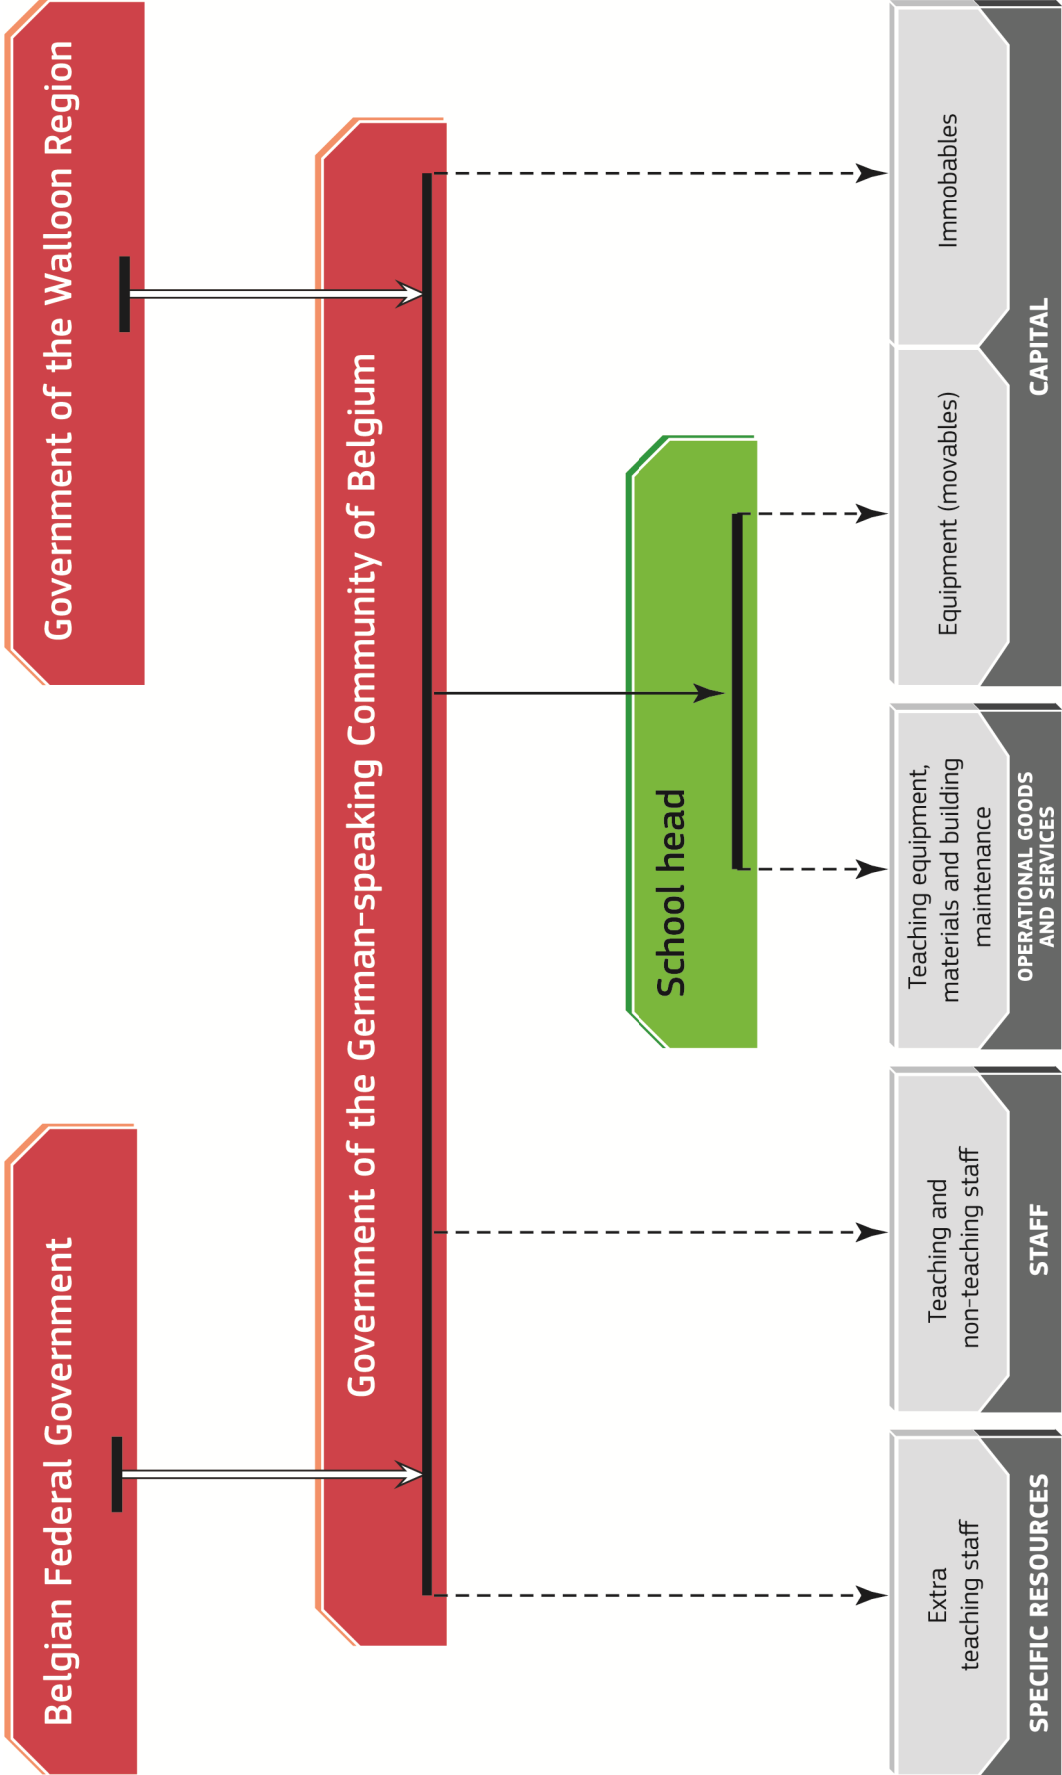 Belgian Federal Government
Government of the Walloon Region
Government of the German-speaking Community of Belgium
School head
Extra
teaching staff
Teaching and
non-teaching staff
Teaching equipment,
materials and building
maintenance
Equipment (movables)
Immobables
SPECIFIC RESOURCES
STAFF
OPERATIONAL GOODS
AND SERVICES
CAPITAL